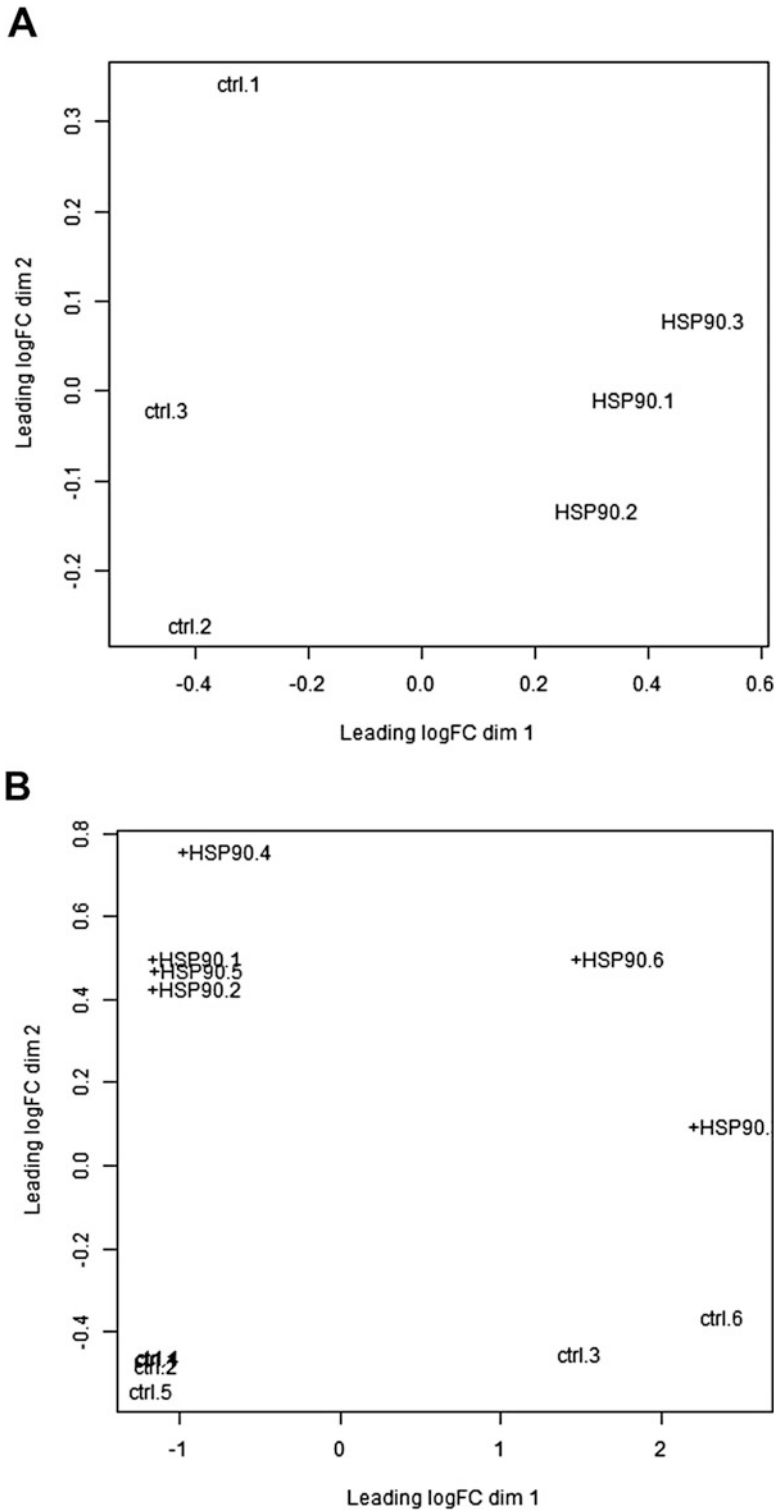 A
ctrl.1
0.3
0.2
HSP90.3
0.1
HSP90.1
0.0
ctrl.3
-0.1
HSP90.2
-0.2
ctrl.2
Leading logFC dim 2
-0.4 -0.2 0.0 0.2 0.4 0.6
Leading logFC dim 1
B
0.8
+HSP90.4
0.6
+HSP90.1
+HSP90.6
+HSP90.5
+HSP90.2
0.4
0.2
+HSP90.
0.0
-0.2
-0.4
ctrl.6
ctrl.3
ctrl.2
ctrl.5
Leading logFC dim 2
-1 0 1 2
Leading logFC dim 1